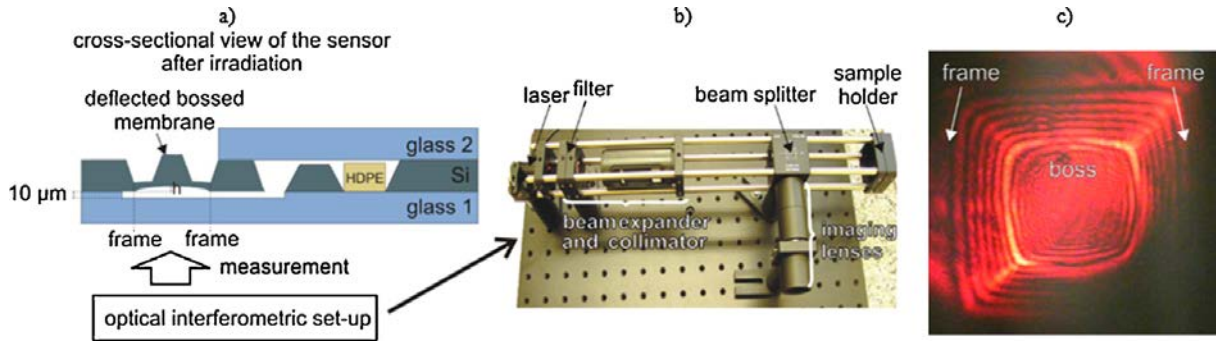 a)
cross-sectional view of the sensor
after irradiation
deflected bossed
membrane
glass 2
h
HDPE
Si
10 μm
glass 1
frame
frame
measurement
optical interferometric set-up
b)
laser
filter
beam splitter
sample
holder
beam expander
and collimator
imaging
lenses
c)
frame
frame
boss